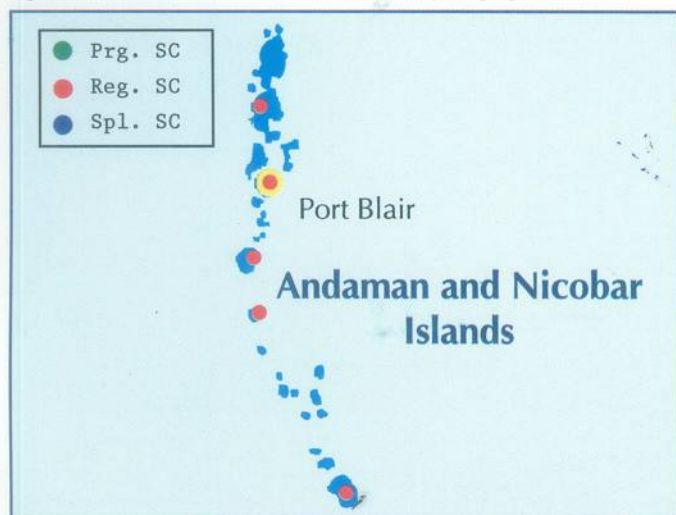 Prg. SC
Reg. SC
Spl. SC
Port Blair
Andaman and Nicobar
Islands